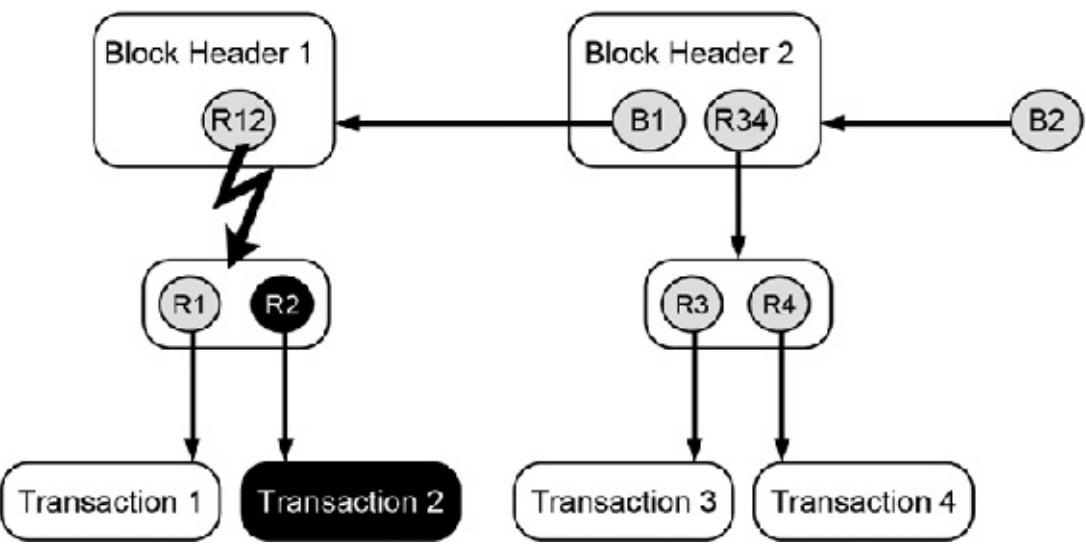 Block Header 1
Block Header 2
R12
B1
R34
B2
R1
R2
R3
R4
Transaction 1
Transaction 2
Transaction 3
Transaction 4